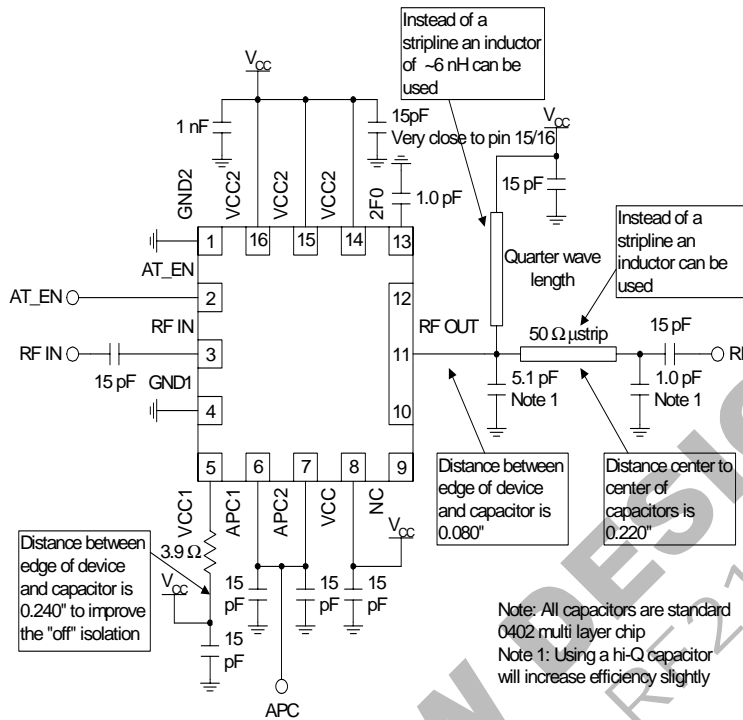 Instead of a
stripline an inductor
of ~6 nH can be
used
VCC
1 nF
15pF
Very close to pin 15/16
VCC
15 pF
GND2
VCC2
VCC2
VCC2
2F0
1.0 pF
Instead of a
stripline an
inductor can be
used
1
16
15
14
13
Quarter wave
length
AT_EN
AT_EN
2
12
RF IN
RF IN
15 pF
3
11
RF OUT
50 Ω µstrip
15 pF
5.1 pF
Note 1
1.0 pF
Note 1
GND1
4
10
5
6
7
8
9
VCC1
APC1
APC2
VCC
NC
Distance between
edge of device
and capacitor is
0.080"
Distance center to
center of
capacitors is
0.220"
Distance between
edge of device
and capacitor is
0.240" to improve
the "off" isolation
3.9 Ω
VCC
VCC
15
pF
15
pF
15
pF
15
pF
APC
Note: All capacitors are standard
0402 multi layer chip
Note 1: Using a hi-Q capacitor
will increase efficiency slightly